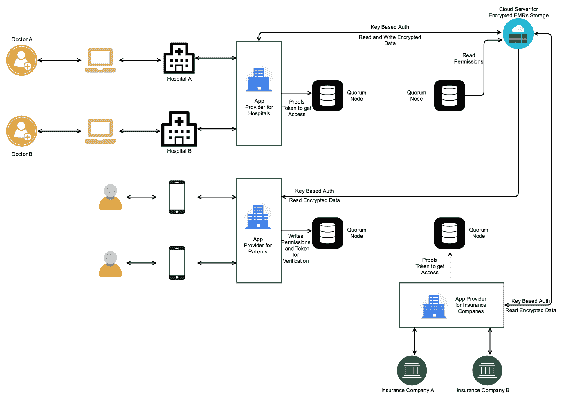 Cloud Server for
Encrypted EMRs Storage
Doctor A
Key Based Auth
Read and Write Encrypted
Data
Read
Permissions
Hospital A
App
Provider for
Hospitals
Proofs
Token to get
Access
Quorum
Node
Quorum
Node
Doctor B
Hospital B
Key Based Auth
Read Encrypted Data
App
Provider for
Patients
Writes
Permissions
and Token
for
Verification
Quorum
Node
Quorum
Node
Proofs
Token to get
Access
App Provider
for Insurance
Companies
Key Based Auth
Read Encrypted Data
Insurance Company A
Insurance Company B